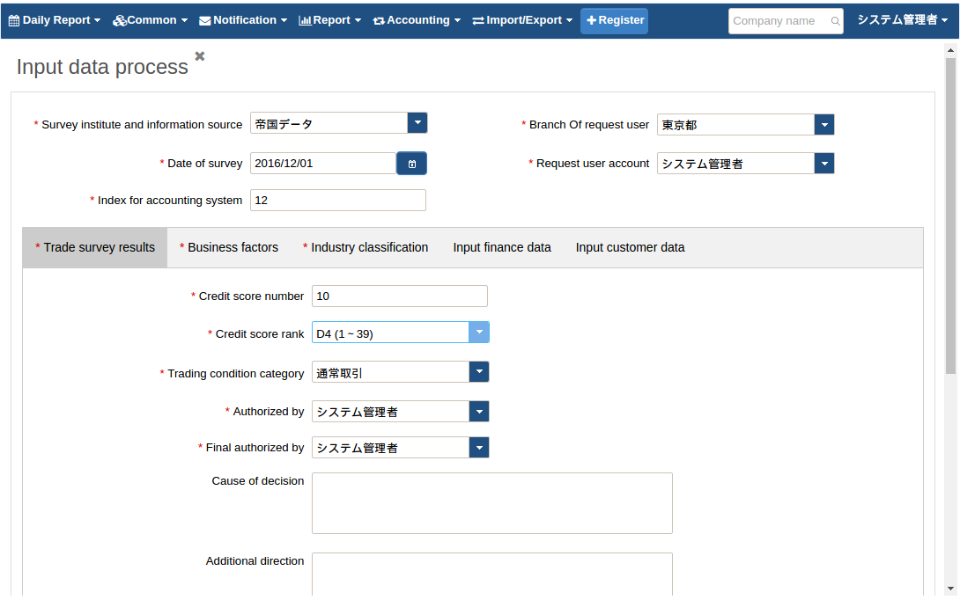 Daily Report Common Notification Report Accounting Import/Export Register Company name システム管理者
Input data process
* Survey institute and information source 帝国データ * Branch Of request user 東京都
* Date of survey 2016/12/01 * Request user account システム管理者
* Index for accounting system 12
* Trade survey results * Business factors * Industry classification Input finance data Input customer data
* Credit score number 10
* Credit score rank D4 (1 ~ 39)
* Trading condition category 通常取引
* Authorized by システム管理者
* Final authorized by システム管理者
Cause of decision
Additional direction